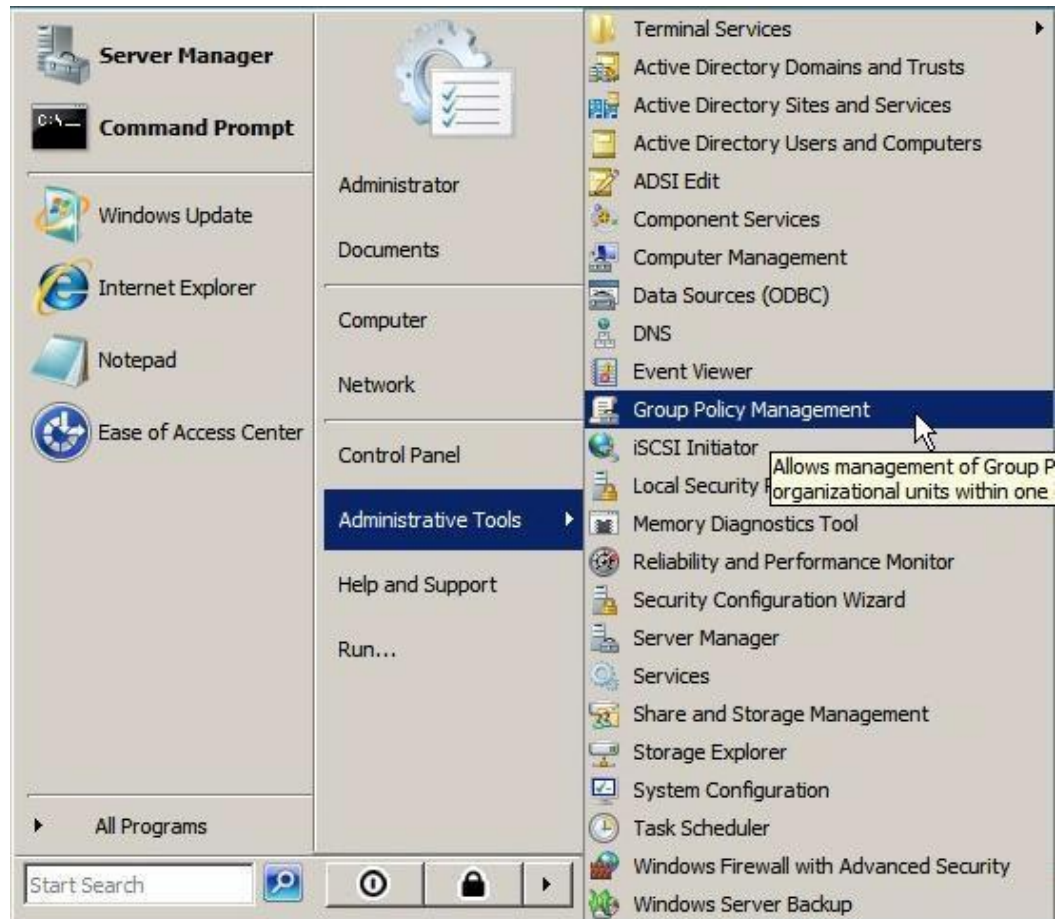 Server Manager
C:\
Command Prompt
Windows Update
Internet Explorer
Notepad
Ease of Access Center
All Programs
Start Search
Administrator
Documents
Computer
Network
Control Panel
Administrative Tools
Help and Support
Run...
Terminal Services
Active Directory Domains and Trusts
Active Directory Sites and Services
Active Directory Users and Computers
ADSI Edit
Component Services
Computer Management
Data Sources (ODBC)
DNS
Event Viewer
Group Policy Management
iSCSI Initiator
Allows management of Group P
Local Security
organizational units within one
Memory Diagnostics Tool
Reliability and Performance Monitor
Security Configuration Wizard
Server Manager
Services
Share and Storage Management
Storage Explorer
System Configuration
Task Scheduler
Windows Firewall with Advanced Security
Windows Server Backup